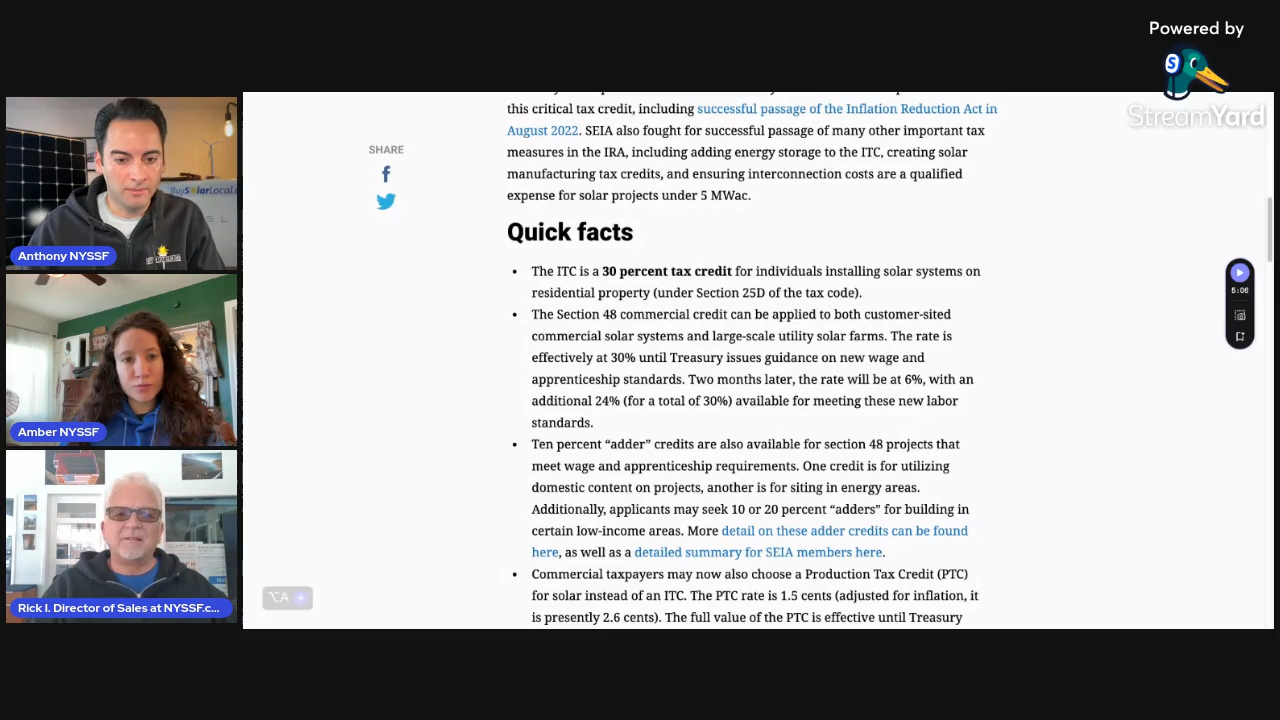 Powered by
StreamYard
BuySolarLocal.c
Anthony NYSSF
Amber NYSSF
Rick I. Director of Sales at NYSSF.c...
SHARE
this critical tax credit, including successful passage of the Inflation Reduction Act in
August 2022. SEIA also fought for successful passage of many other important tax
measures in the IRA, including adding energy storage to the ITC, creating solar
manufacturing tax credits, and ensuring interconnection costs are a qualified
expense for solar projects under 5 MWac.
Quick facts
• The ITC is a 30 percent tax credit for individuals installing solar systems on
residential property (under Section 25D of the tax code).
• The Section 48 commercial credit can be applied to both customer-sited
commercial solar systems and large-scale utility solar farms. The rate is
effectively at 30% until Treasury issues guidance on new wage and
apprenticeship standards. Two months later, the rate will be at 6%, with an
additional 24% (for a total of 30%) available for meeting these new labor
standards.
• Ten percent “adder” credits are also available for section 48 projects that
meet wage and apprenticeship requirements. One credit is for utilizing
domestic content on projects, another is for siting in energy areas.
Additionally, applicants may seek 10 or 20 percent “adders” for building in
certain low-income areas. More detail on these adder credits can be found
here, as well as a detailed summary for SEIA members here.
• Commercial taxpayers may now also choose a Production Tax Credit (PTC)
for solar instead of an ITC. The PTC rate is 1.5 cents (adjusted for inflation, it
is presently 2.6 cents). The full value of the PTC is effective until Treasury
⌥A
5:06